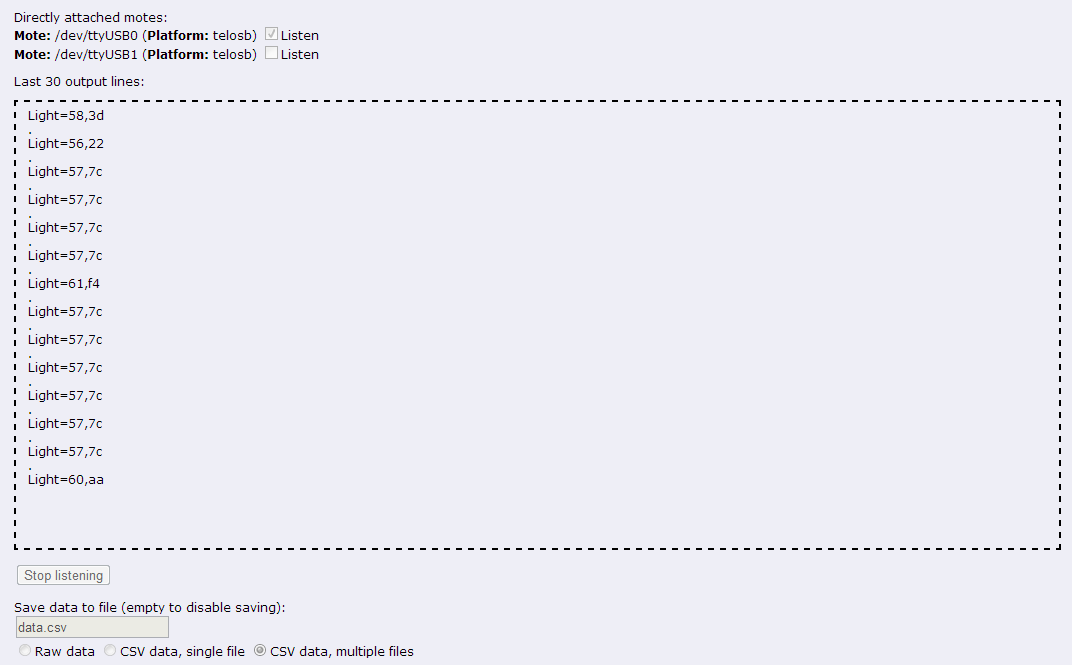 Directly attached motes:
Mote: /dev/ttyUSB0 (Platform: telosb) Listen
Mote: /dev/ttyUSB1 (Platform: telosb) Listen
Last 30 output lines:
Light=58,3d
.
Light=56,22
.
Light=57,7c
.
Light=57,7c
.
Light=57,7c
.
Light=57,7c
.
Light=61,f4
.
Light=57,7c
.
Light=57,7c
.
Light=57,7c
.
Light=57,7c
.
Light=57,7c
.
Light=57,7c
.
Light=60,aa
Stop listening
Save data to file (empty to disable saving):
data.csv
Raw data CSV data, single file CSV data, multiple files